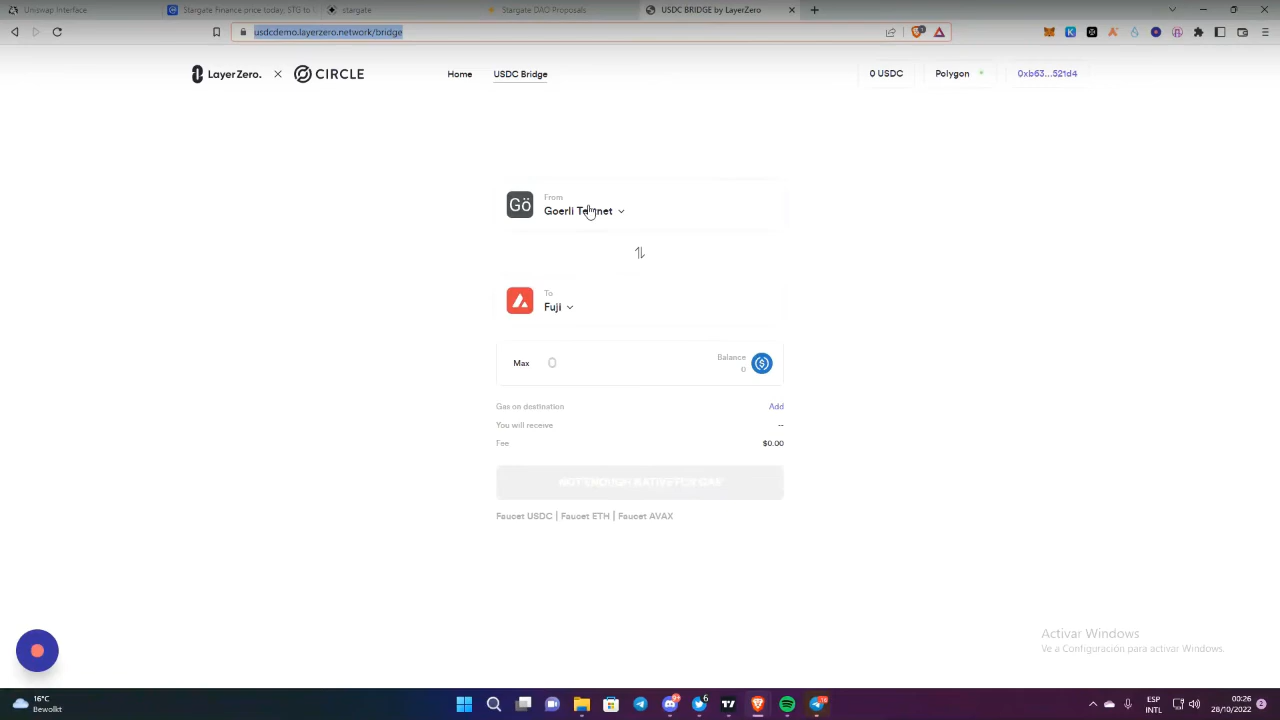 Uniswap Interface
Stargate Finance price today, STG to
stargate
Stargate DAO Proposals
USDC BRIDGE by LayerZero
usdcdemo.layerzero.network/bridge
LayerZero. × CIRCLE
Home
USDC Bridge
0 USDC
Polygon
0xb63...521d4
Gö
From
Goerli Testnet
To
Fuji
Max
0
Balance
0
Gas on destination
Add
You will receive
--
Fee
$0.00
Faucet USDC | Faucet ETH | Faucet AVAX
Activar Windows
Ve a Configuración para activar Windows.
16°C
Bewolkt
ESP
INTL
00:26
28/10/2022